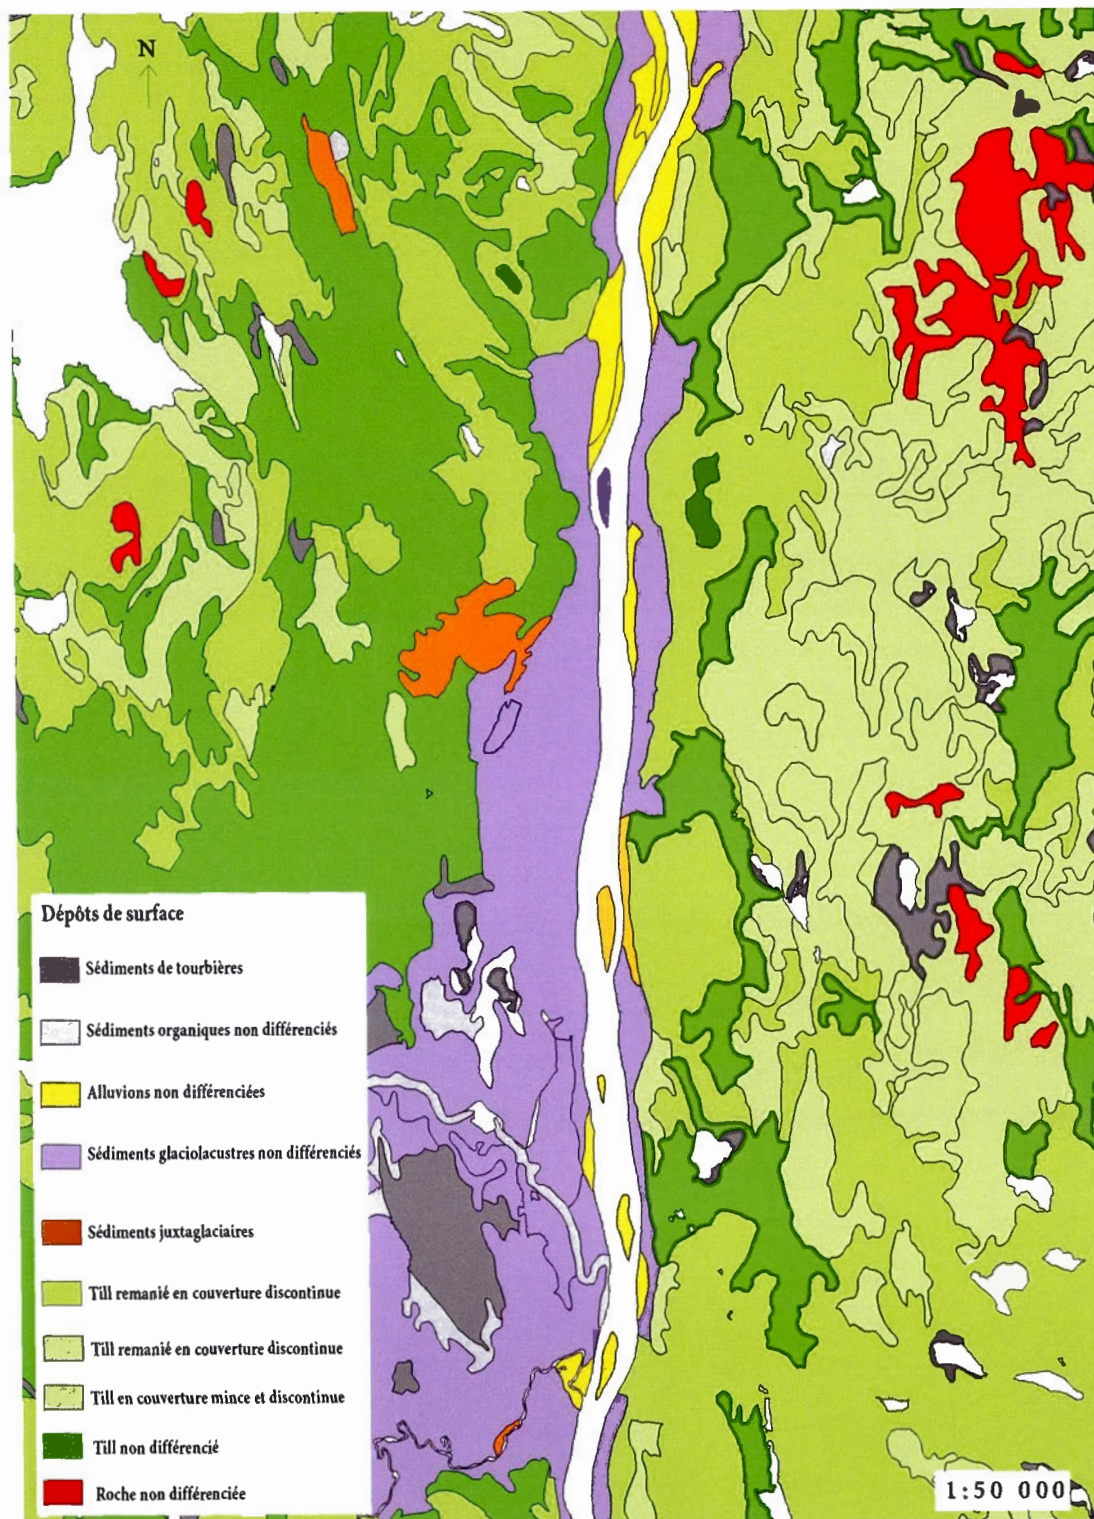 N
Dépôts de surface
Sédiments de tourbières
Sédiments organiques non différenciés
Alluvions non différenciées
Sédiments glaciolacustres non différenciés
Sédiments juxtaglaciaires
Till remanié en couverture discontinue
Till remanié en couverture discontinue
Till en couverture mince et discontinue
Till non différencié
Roche non différenciée
1:50 000